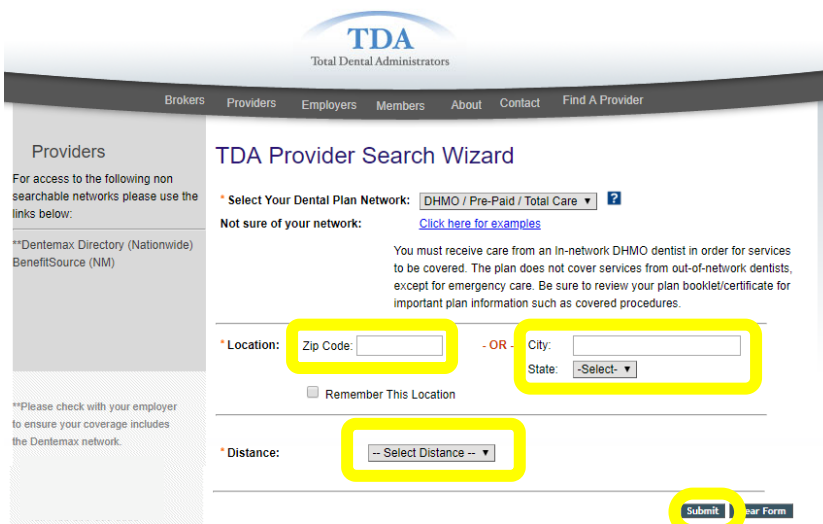 TDA
Total Dental Administrators
Brokers Providers Employers Members About Contact Find A Provider
Providers
For access to the following non
searchable networks please use the
links below:
**Dentemax Directory (Nationwide)
BenefitSource (NM)
**Please check with your employer
to ensure your coverage includes
the Dentemax network.
TDA Provider Search Wizard
* Select Your Dental Plan Network: DHMO / Pre-Paid / Total Care ▼ ?
Not sure of your network: Click here for examples
You must receive care from an In-network DHMO dentist in order for services
to be covered. The plan does not cover services from out-of-network dentists,
except for emergency care. Be sure to review your plan booklet/certificate for
important plan information such as covered procedures.
* Location: Zip Code: - OR - City:
State: -Select- ▼
Remember This Location
* Distance: -- Select Distance -- ▼
Submit ear Form